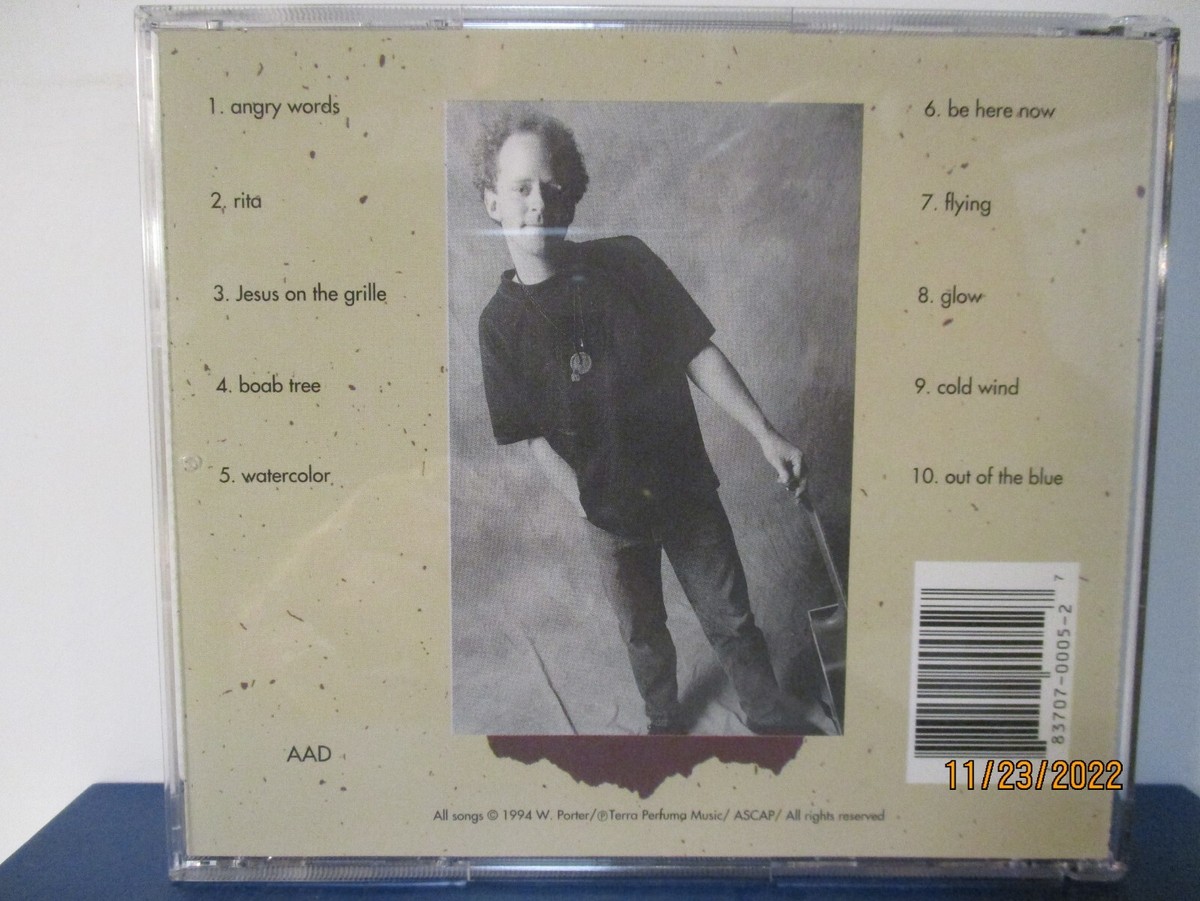 1. angry words
2. rita
3. Jesus on the grille
4. boab tree
5. watercolor
6. be here now
7. flying
8. glow
9. cold wind
10. out of the blue
AAD
83707-0005-2 7
11/23/2022
All songs © 1994 W. Porter/℗Terra Perfuma Music/ ASCAP/ All rights reserved